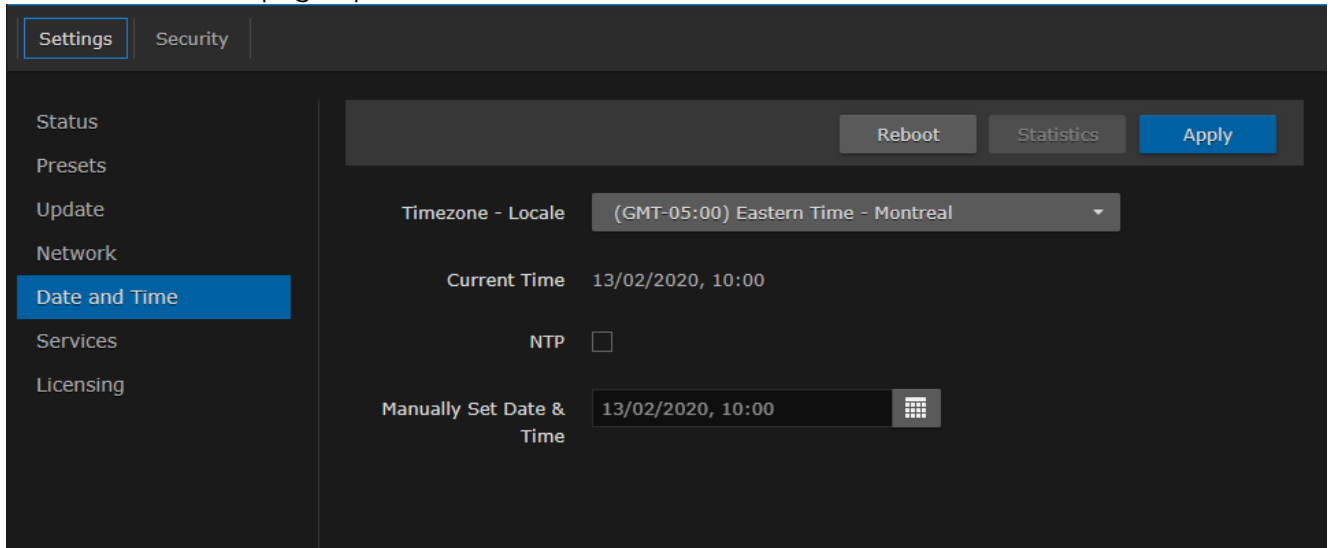 Settings
Security
Status
Presets
Update
Network
Date and Time
Services
Licensing
Reboot
Statistics
Apply
Timezone - Locale
(GMT-05:00) Eastern Time - Montreal
Current Time
13/02/2020, 10:00
NTP
Manually Set Date &
Time
13/02/2020, 10:00